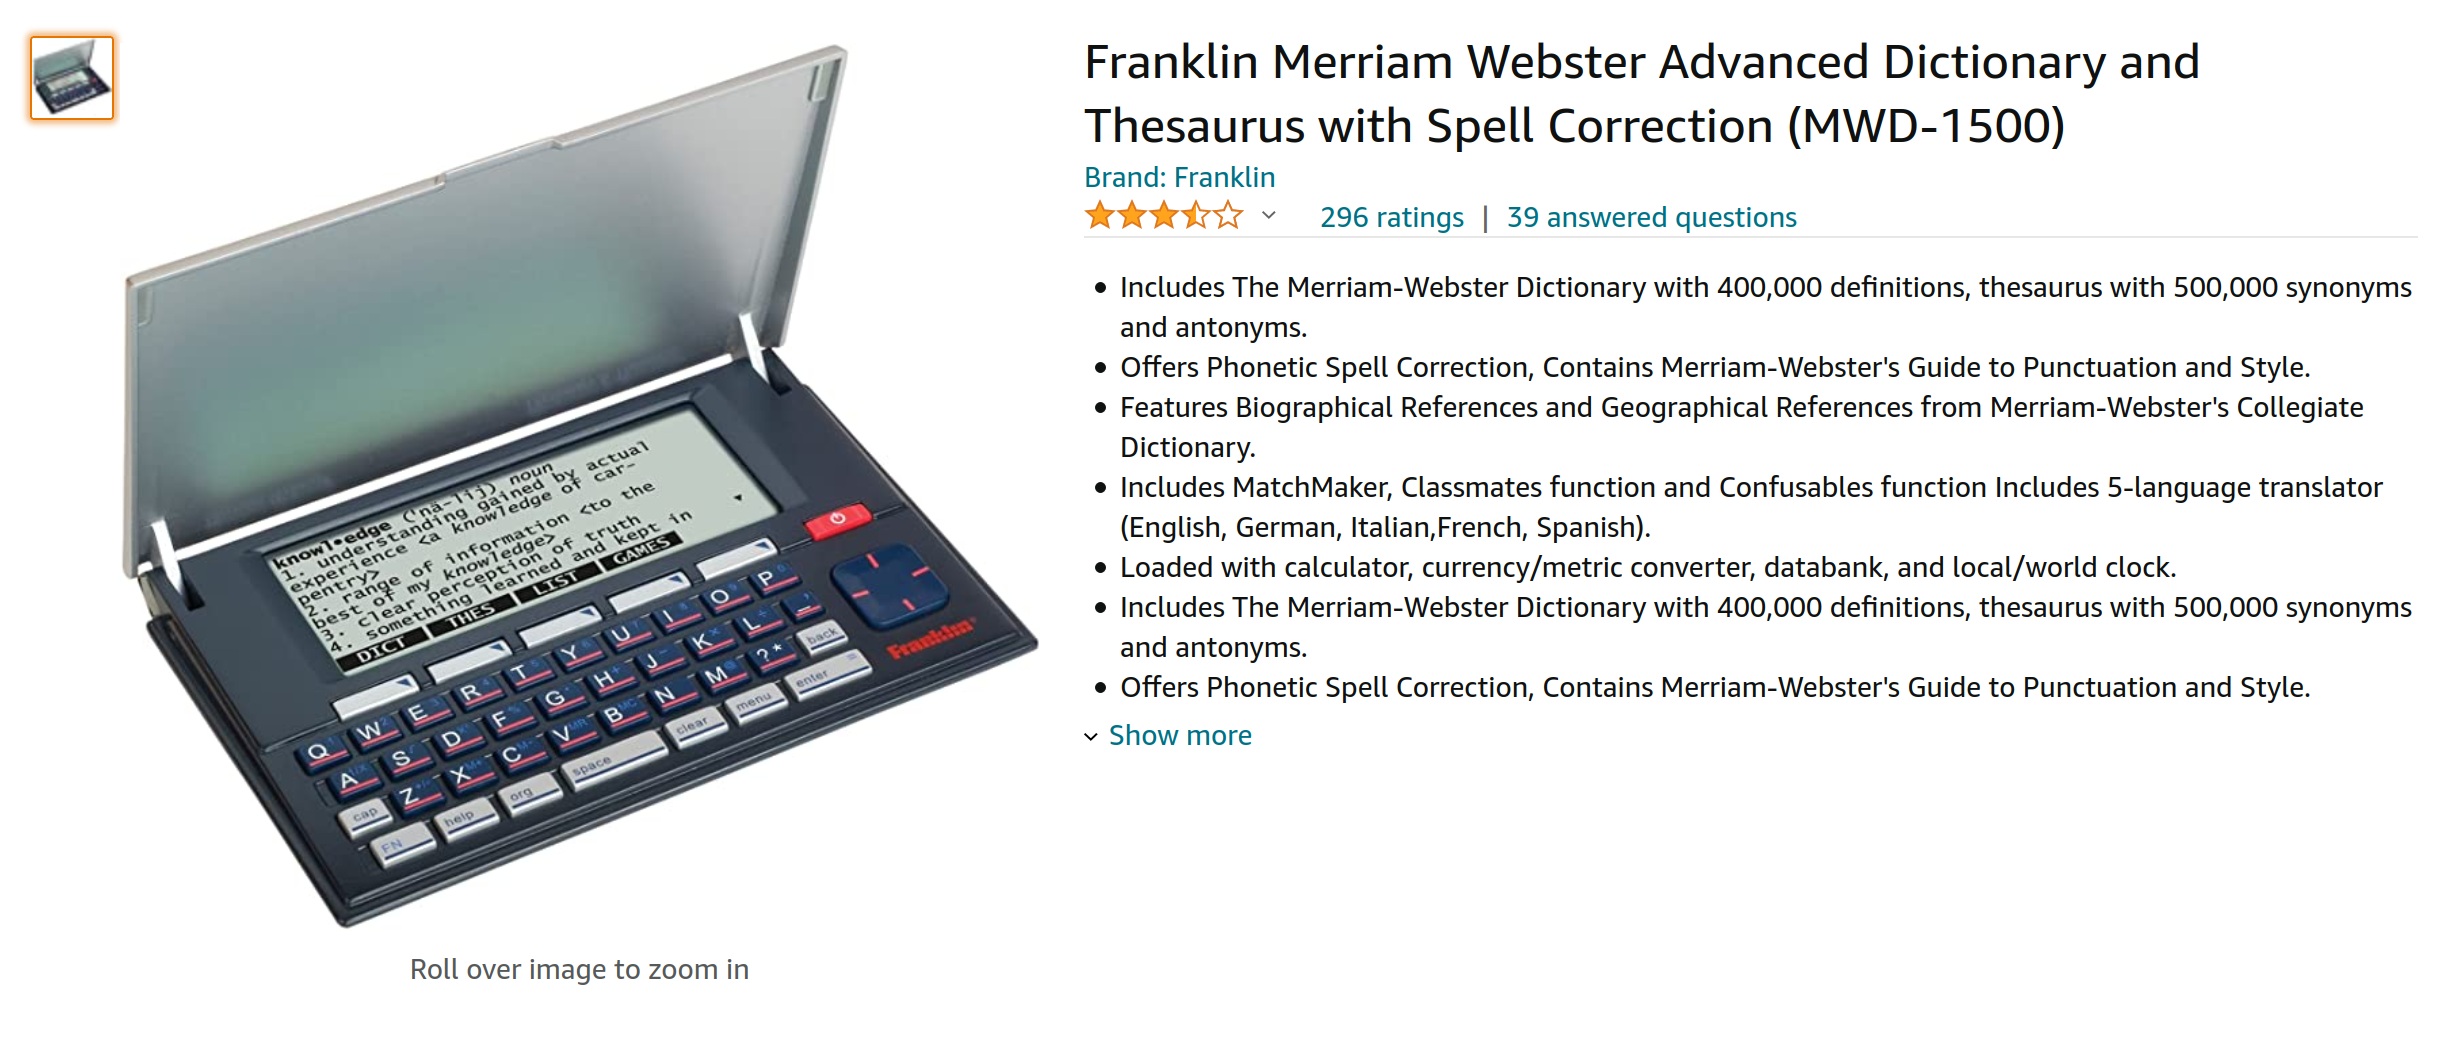 Franklin Merriam Webster Advanced Dictionary and
Thesaurus with Spell Correction (MWD-1500)
Brand: Franklin
296 ratings | 39 answered questions
• Includes The Merriam-Webster Dictionary with 400,000 definitions, thesaurus with 500,000 synonyms
and antonyms.
• Offers Phonetic Spell Correction, Contains Merriam-Webster's Guide to Punctuation and Style.
• Features Biographical References and Geographical References from Merriam-Webster's Collegiate
Dictionary.
• Includes MatchMaker, Classmates function and Confusables function Includes 5-language translator
(English, German, Italian,French, Spanish).
• Loaded with calculator, currency/metric converter, databank, and local/world clock.
• Includes The Merriam-Webster Dictionary with 400,000 definitions, thesaurus with 500,000 synonyms
and antonyms.
• Offers Phonetic Spell Correction, Contains Merriam-Webster's Guide to Punctuation and Style.
Show more
knowl•edge ('nä-lij) noun
1. understanding gained by actual
experience <a knowledge of car-
pentry>
2. range of information <to the
best of my knowledge>
3. clear perception of truth
4. something learned and kept in
DICT THES LIST GAMES
Q W E R T Y U I O P
A S D F G H J K L
cap Z X C V B N M ?* back
FN help org space clear menu enter
Franklin
Roll over image to zoom in